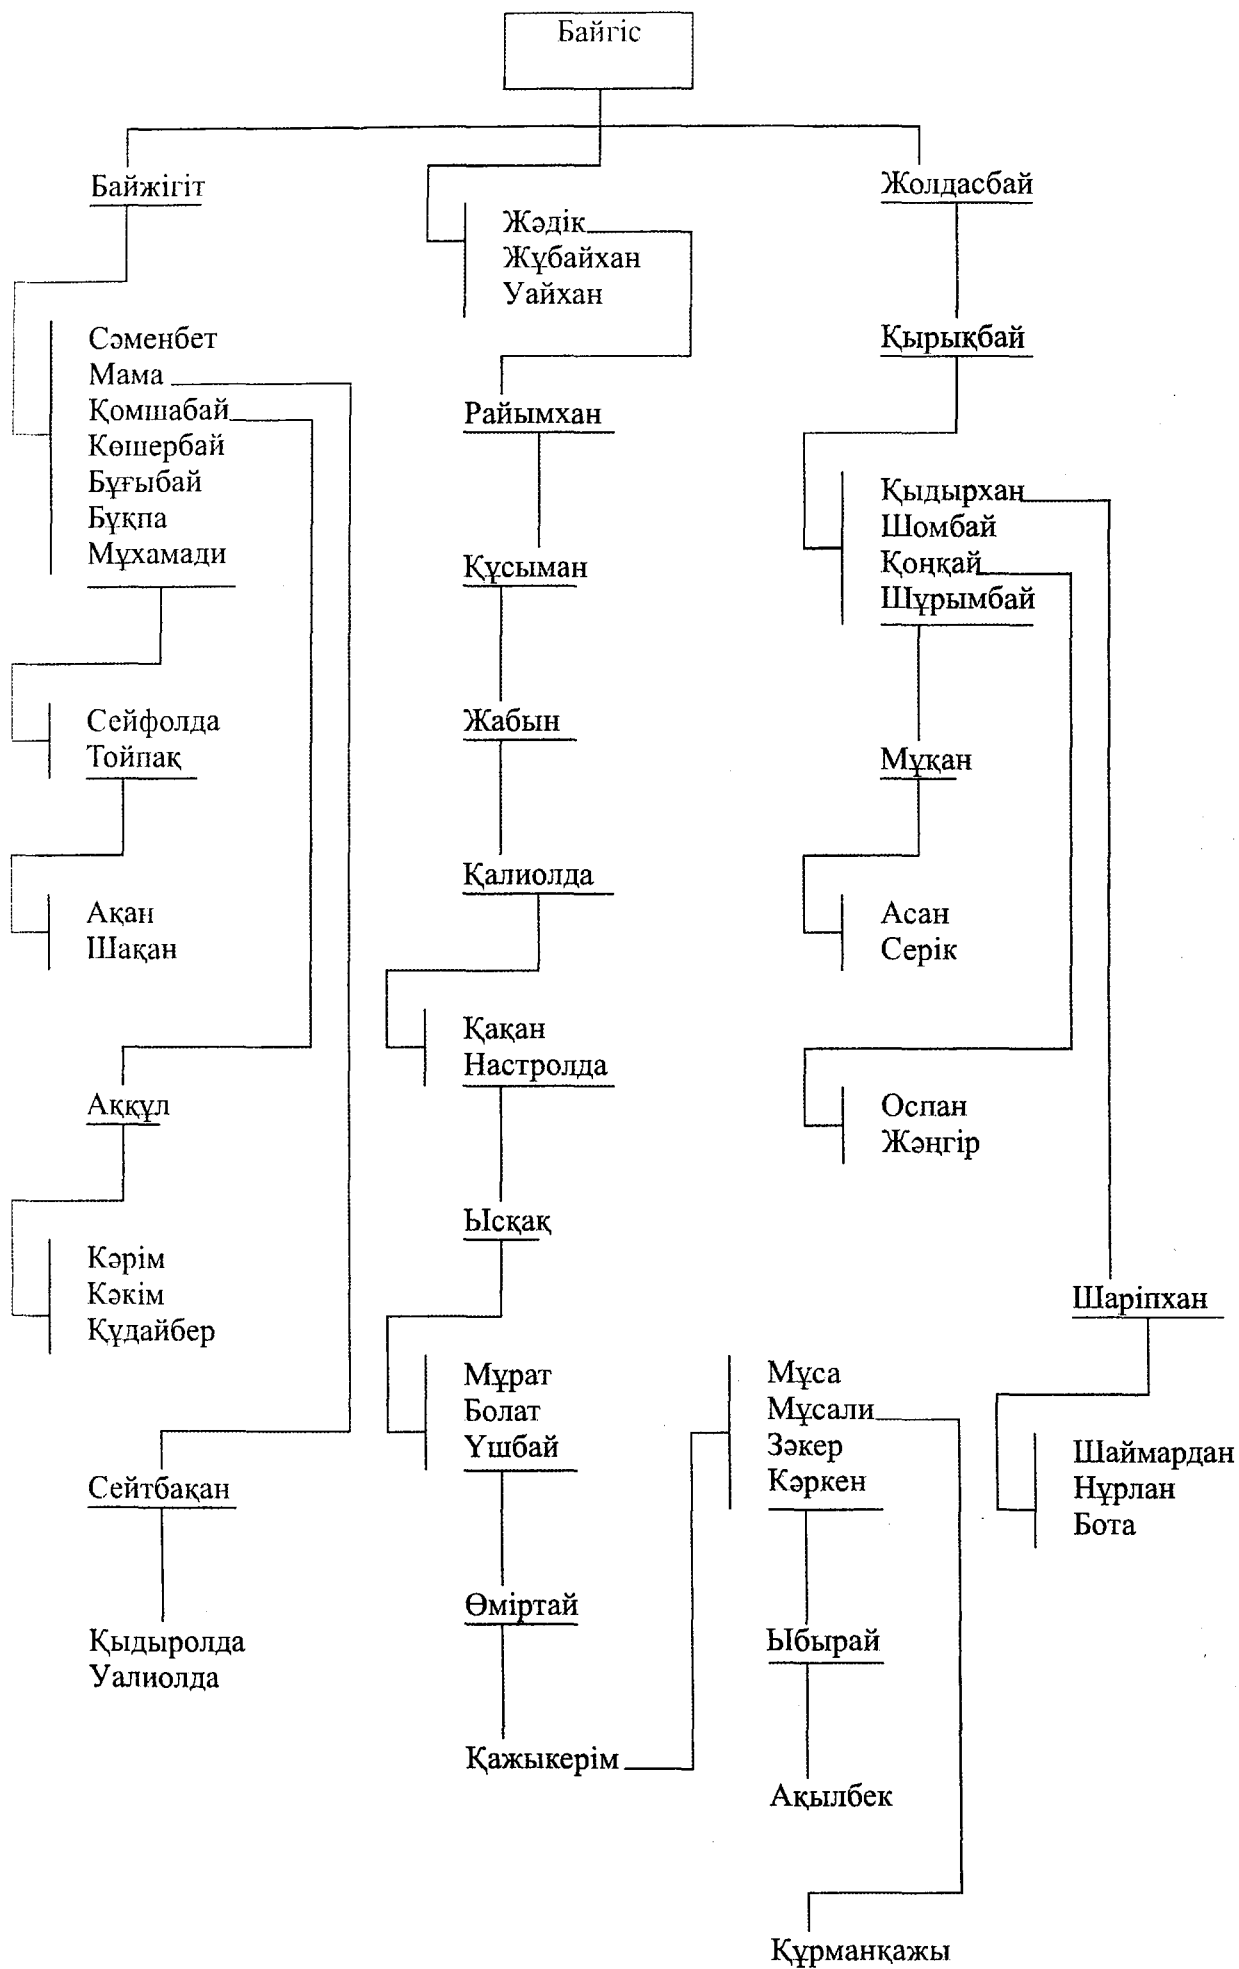 Байгіс
Байжігіт
Сәменбет
Мама
Қомшабай
Көшербай
Бұғыбай
Бұқпа
Мұхамади
Сейфолда
Тойпақ
Ақан
Шақан
Аққұл
Кәрім
Кәкім
Құдайбер
Сейтбақан
Қыдыролда
Уалиолда
Жәдік
Жұбайхан
Уайхан
Райымхан
Құсыман
Жабын
Қалиолда
Қақан
Настролда
Ысқақ
Мұрат
Болат
Үшбай
Өміртай
Қажыкерім
Мұса
Мұсали
Зәкер
Кәркен
Ыбырай
Ақылбек
Құрманқажы
Жолдасбай
Қырықбай
Қыдырхан
Шомбай
Қоңқай
Шұрымбай
Мұқан
Асан
Серік
Оспан
Жәңгір
Шаріпхан
Шаймардан
Нұрлан
Бота